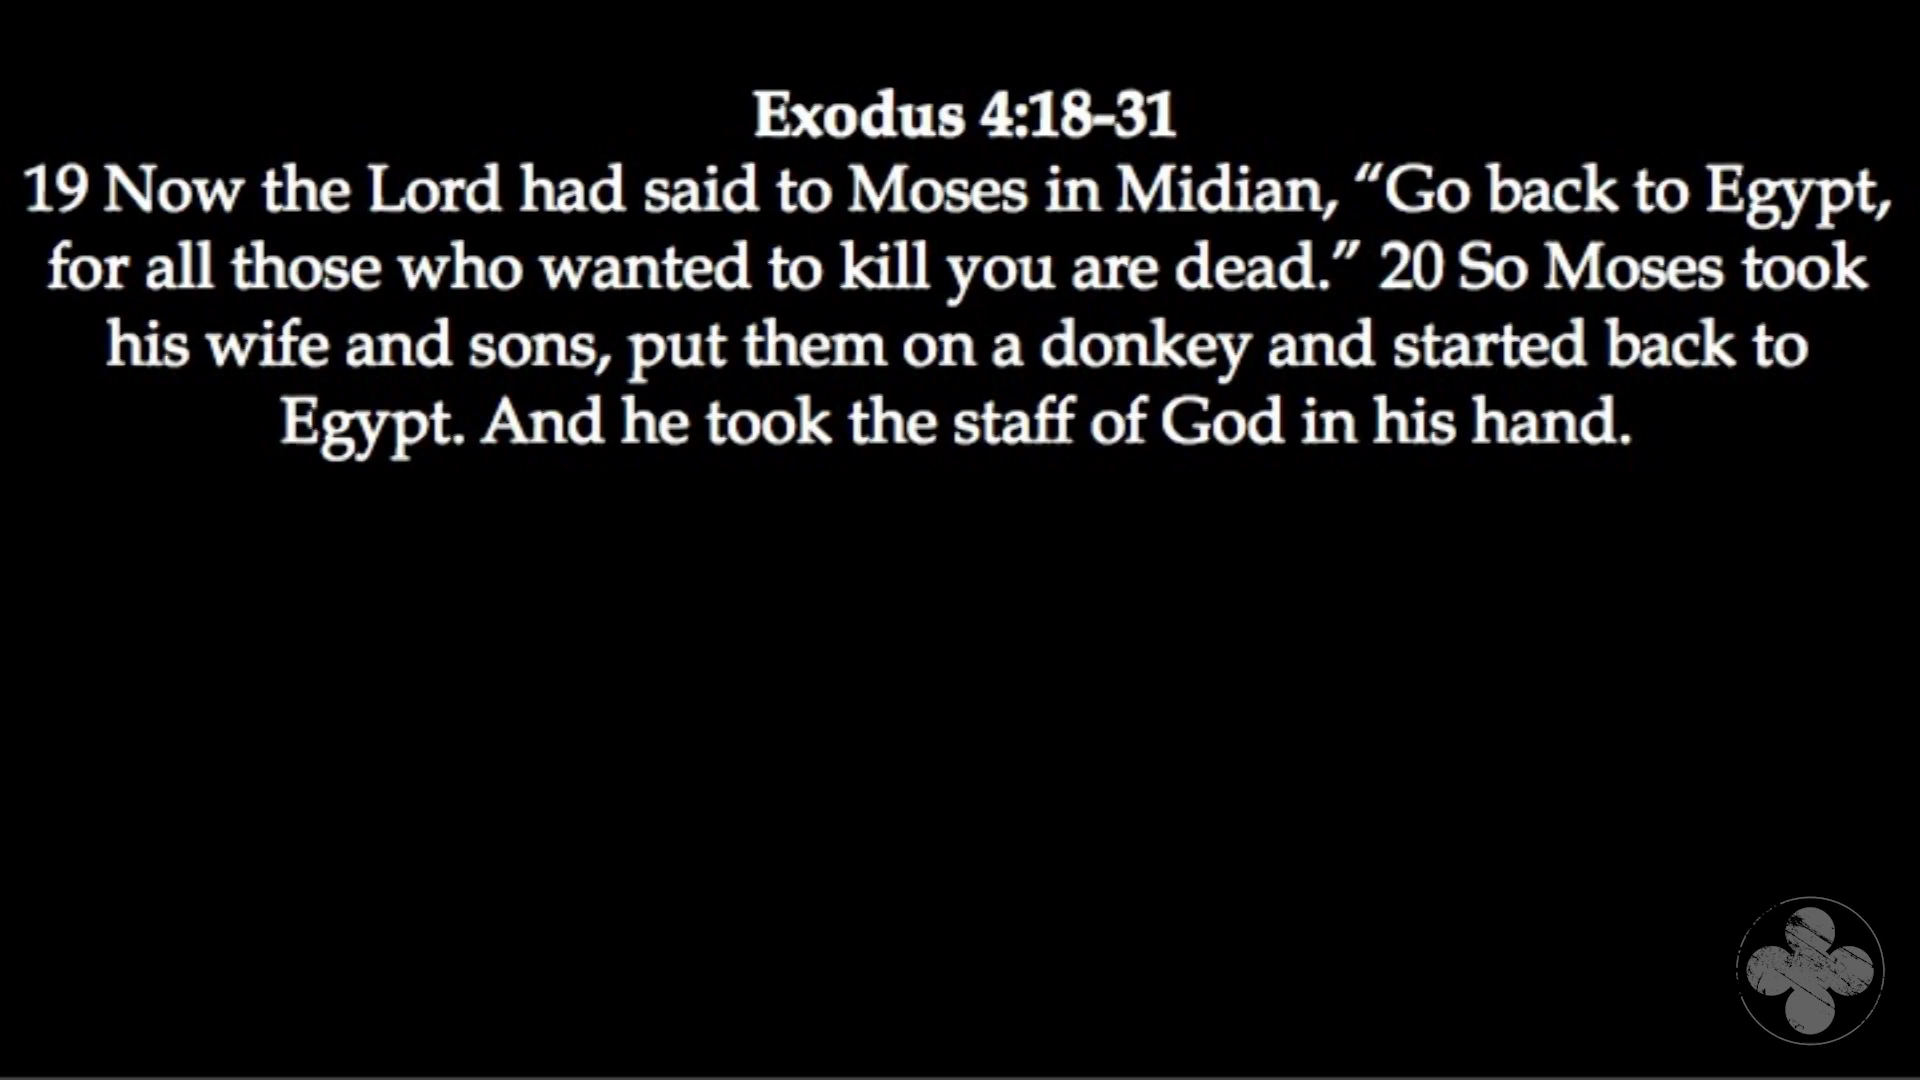 Exodus 4:18-31
19 Now the Lord had said to Moses in Midian, “Go back to Egypt,
for all those who wanted to kill you are dead.” 20 So Moses took
his wife and sons, put them on a donkey and started back to
Egypt. And he took the staff of God in his hand.